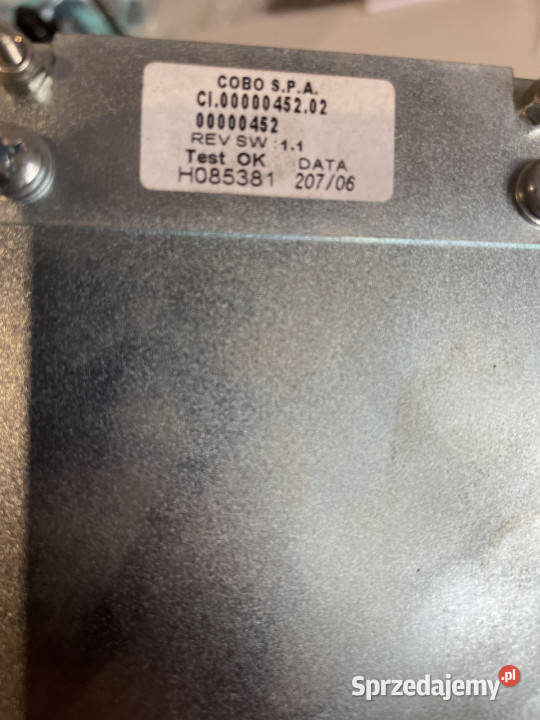 COBO S.P.A.
CI.00000452.02
00000452
REV SW :1.1
Test OK DATA
H085381 207/06
Sprzedajemy.pl